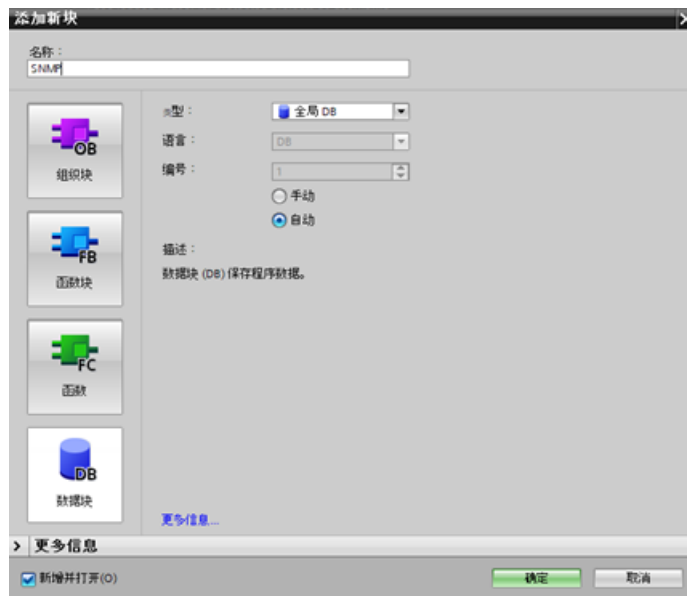 添加新块
名称：
SNMP
类型：
全局 DB
语言：
DB
编号：
1
手动
自动
描述：
数据块 (DB) 保存程序数据。
OB
组织块
FB
函数块
FC
函数
DB
数据块
更多信息...
更多信息
新增并打开(O)
确定
取消